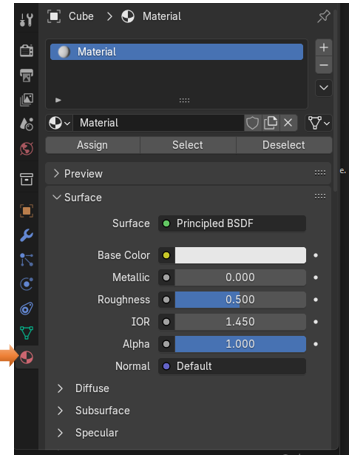 Cube > Material
Material
Material
Assign Select Deselect
Preview
Surface
Surface Principled BSDF
Base Color
Metallic 0.000
Roughness 0.500
IOR 1.450
Alpha 1.000
Normal Default
Diffuse
Subsurface
Specular
e.